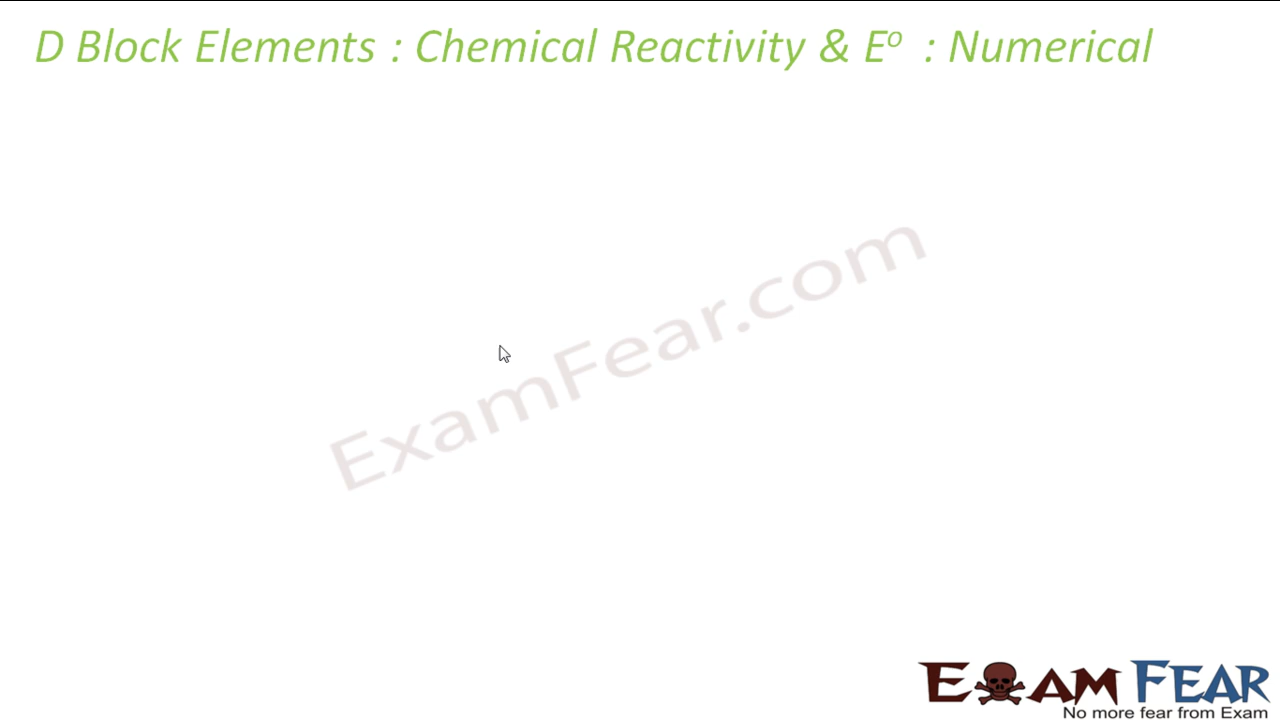 D Block Elements : Chemical Reactivity & Eº : Numerical
ExamFear.com
EXAM FEAR
No more fear from Exam